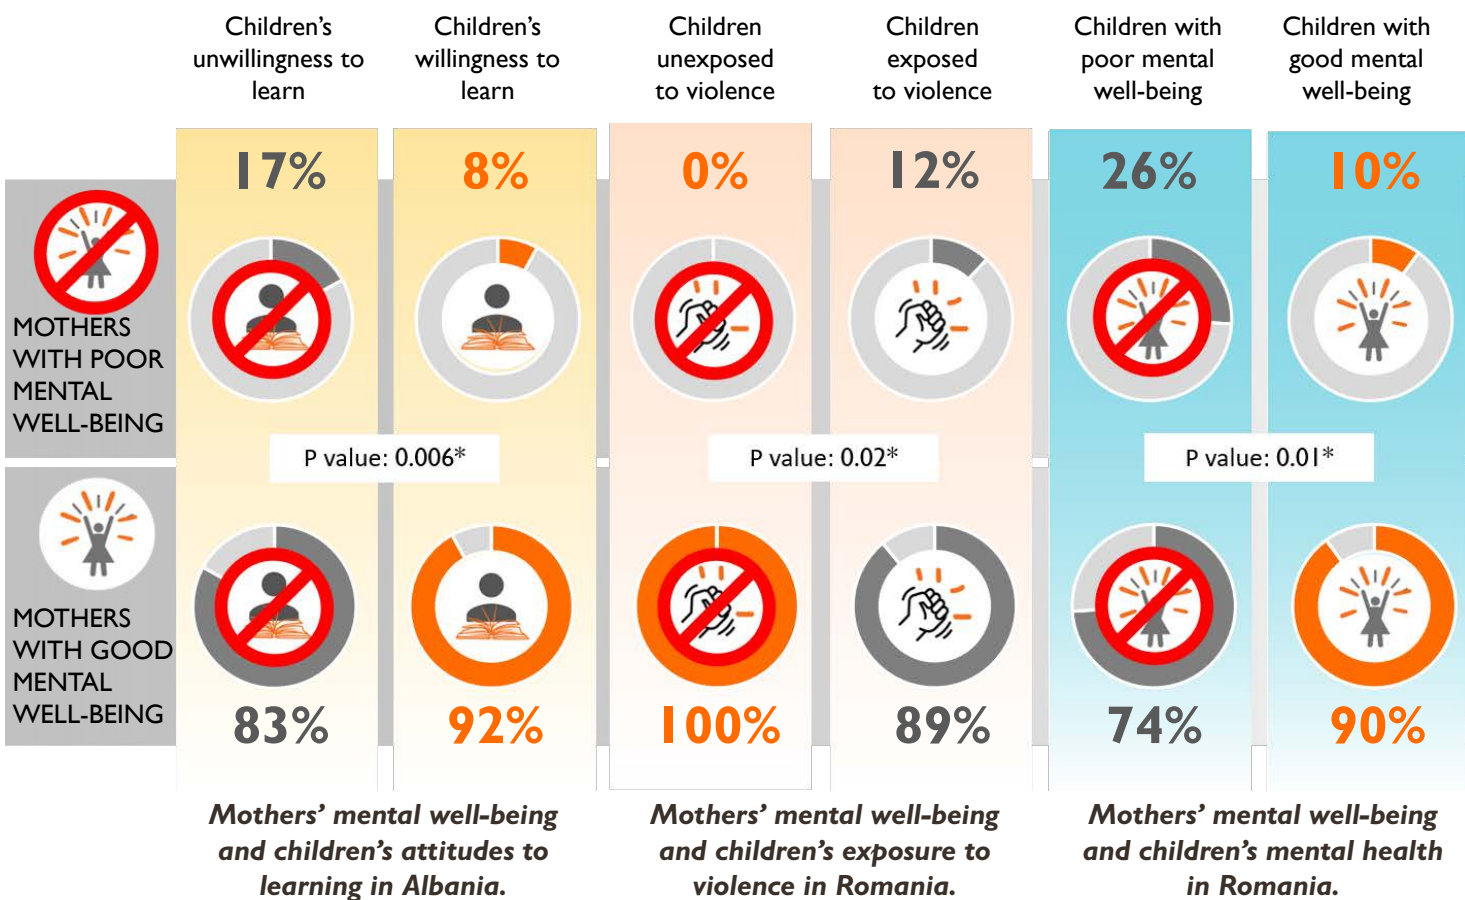 Children's
unwillingness to
learn
Children's
willingness to
learn
Children
unexposed
to violence
Children
exposed
to violence
Children with
poor mental
well-being
Children with
good mental
well-being
17%
8%
0%
12%
26%
10%
MOTHERS
WITH POOR
MENTAL
WELL-BEING
P value: 0.006*
P value: 0.02*
P value: 0.01*
MOTHERS
WITH GOOD
MENTAL
WELL-BEING
83%
92%
100%
89%
74%
90%
Mothers' mental well-being
and children's attitudes to
learning in Albania.
Mothers' mental well-being
and children's exposure to
violence in Romania.
Mothers' mental well-being
and children's mental health
in Romania.